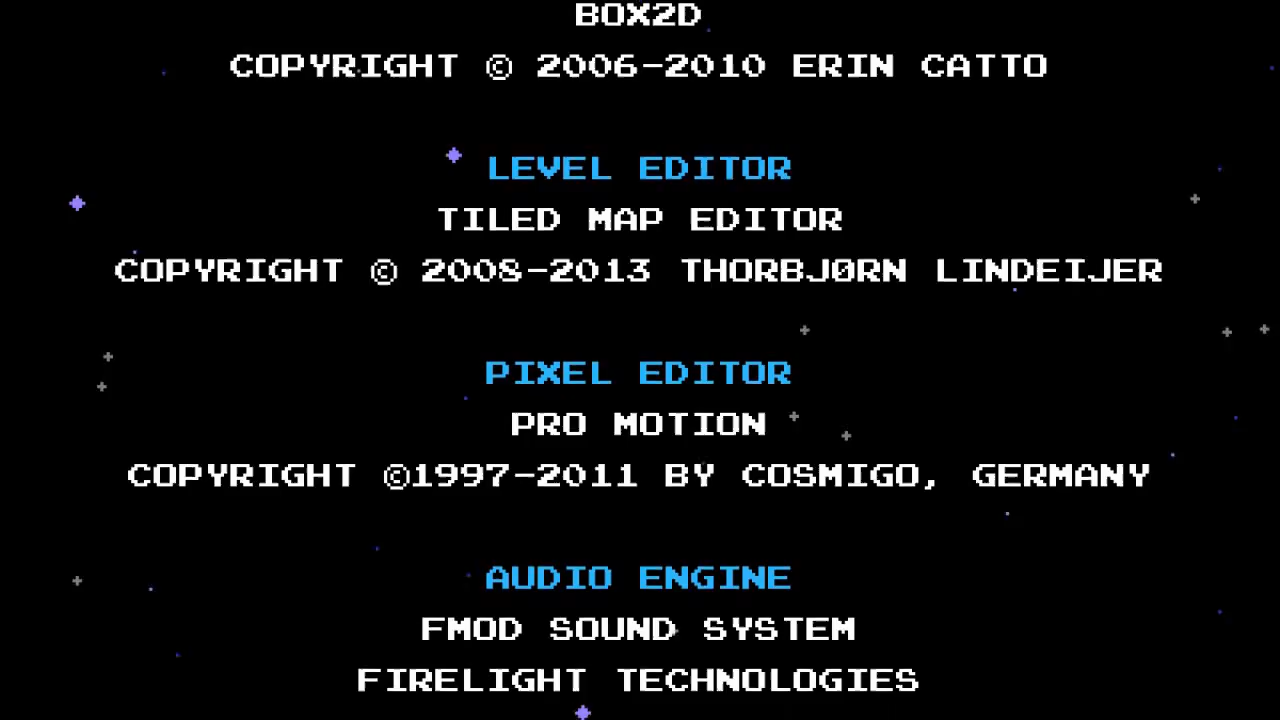 BOX2D
COPYRIGHT © 2006-2010 ERIN CATTO
LEVEL EDITOR
TILED MAP EDITOR
COPYRIGHT © 2008-2013 THORBJØRN LINDEIJER
PIXEL EDITOR
PRO MOTION
COPYRIGHT ©1997-2011 BY COSMIGO, GERMANY
AUDIO ENGINE
FMOD SOUND SYSTEM
FIRELIGHT TECHNOLOGIES